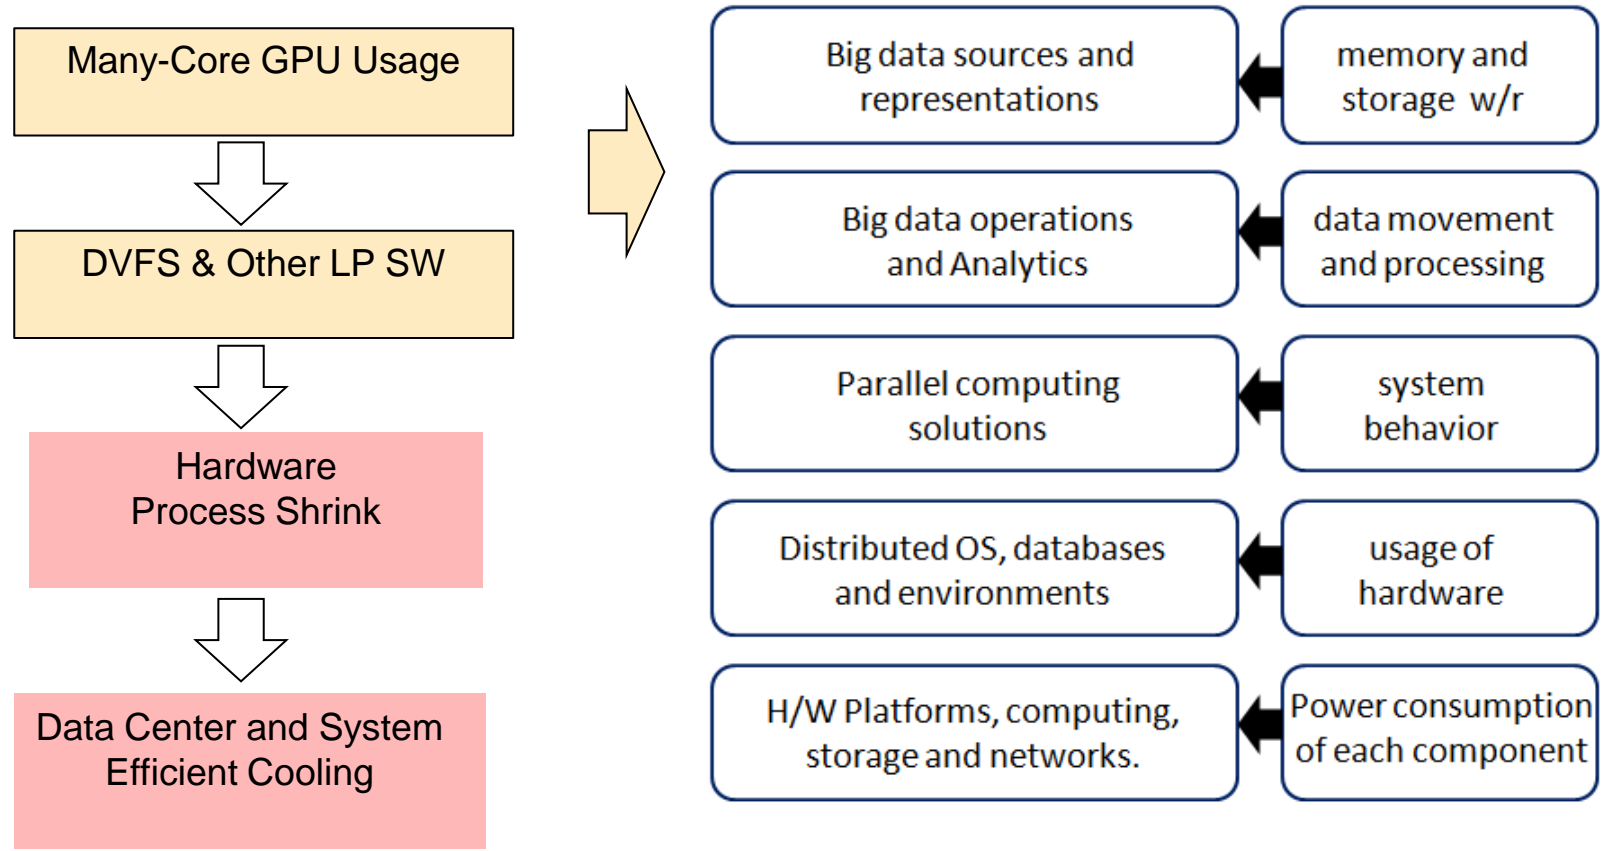 Many-Core GPU Usage
DVFS & Other LP SW
Hardware
Process Shrink
Data Center and System
Efficient Cooling
Big data sources and
representations
memory and
storage w/r
Big data operations
and Analytics
data movement
and processing
Parallel computing
solutions
system
behavior
Distributed OS, databases
and environments
usage of
hardware
H/W Platforms, computing,
storage and networks.
Power consumption
of each component